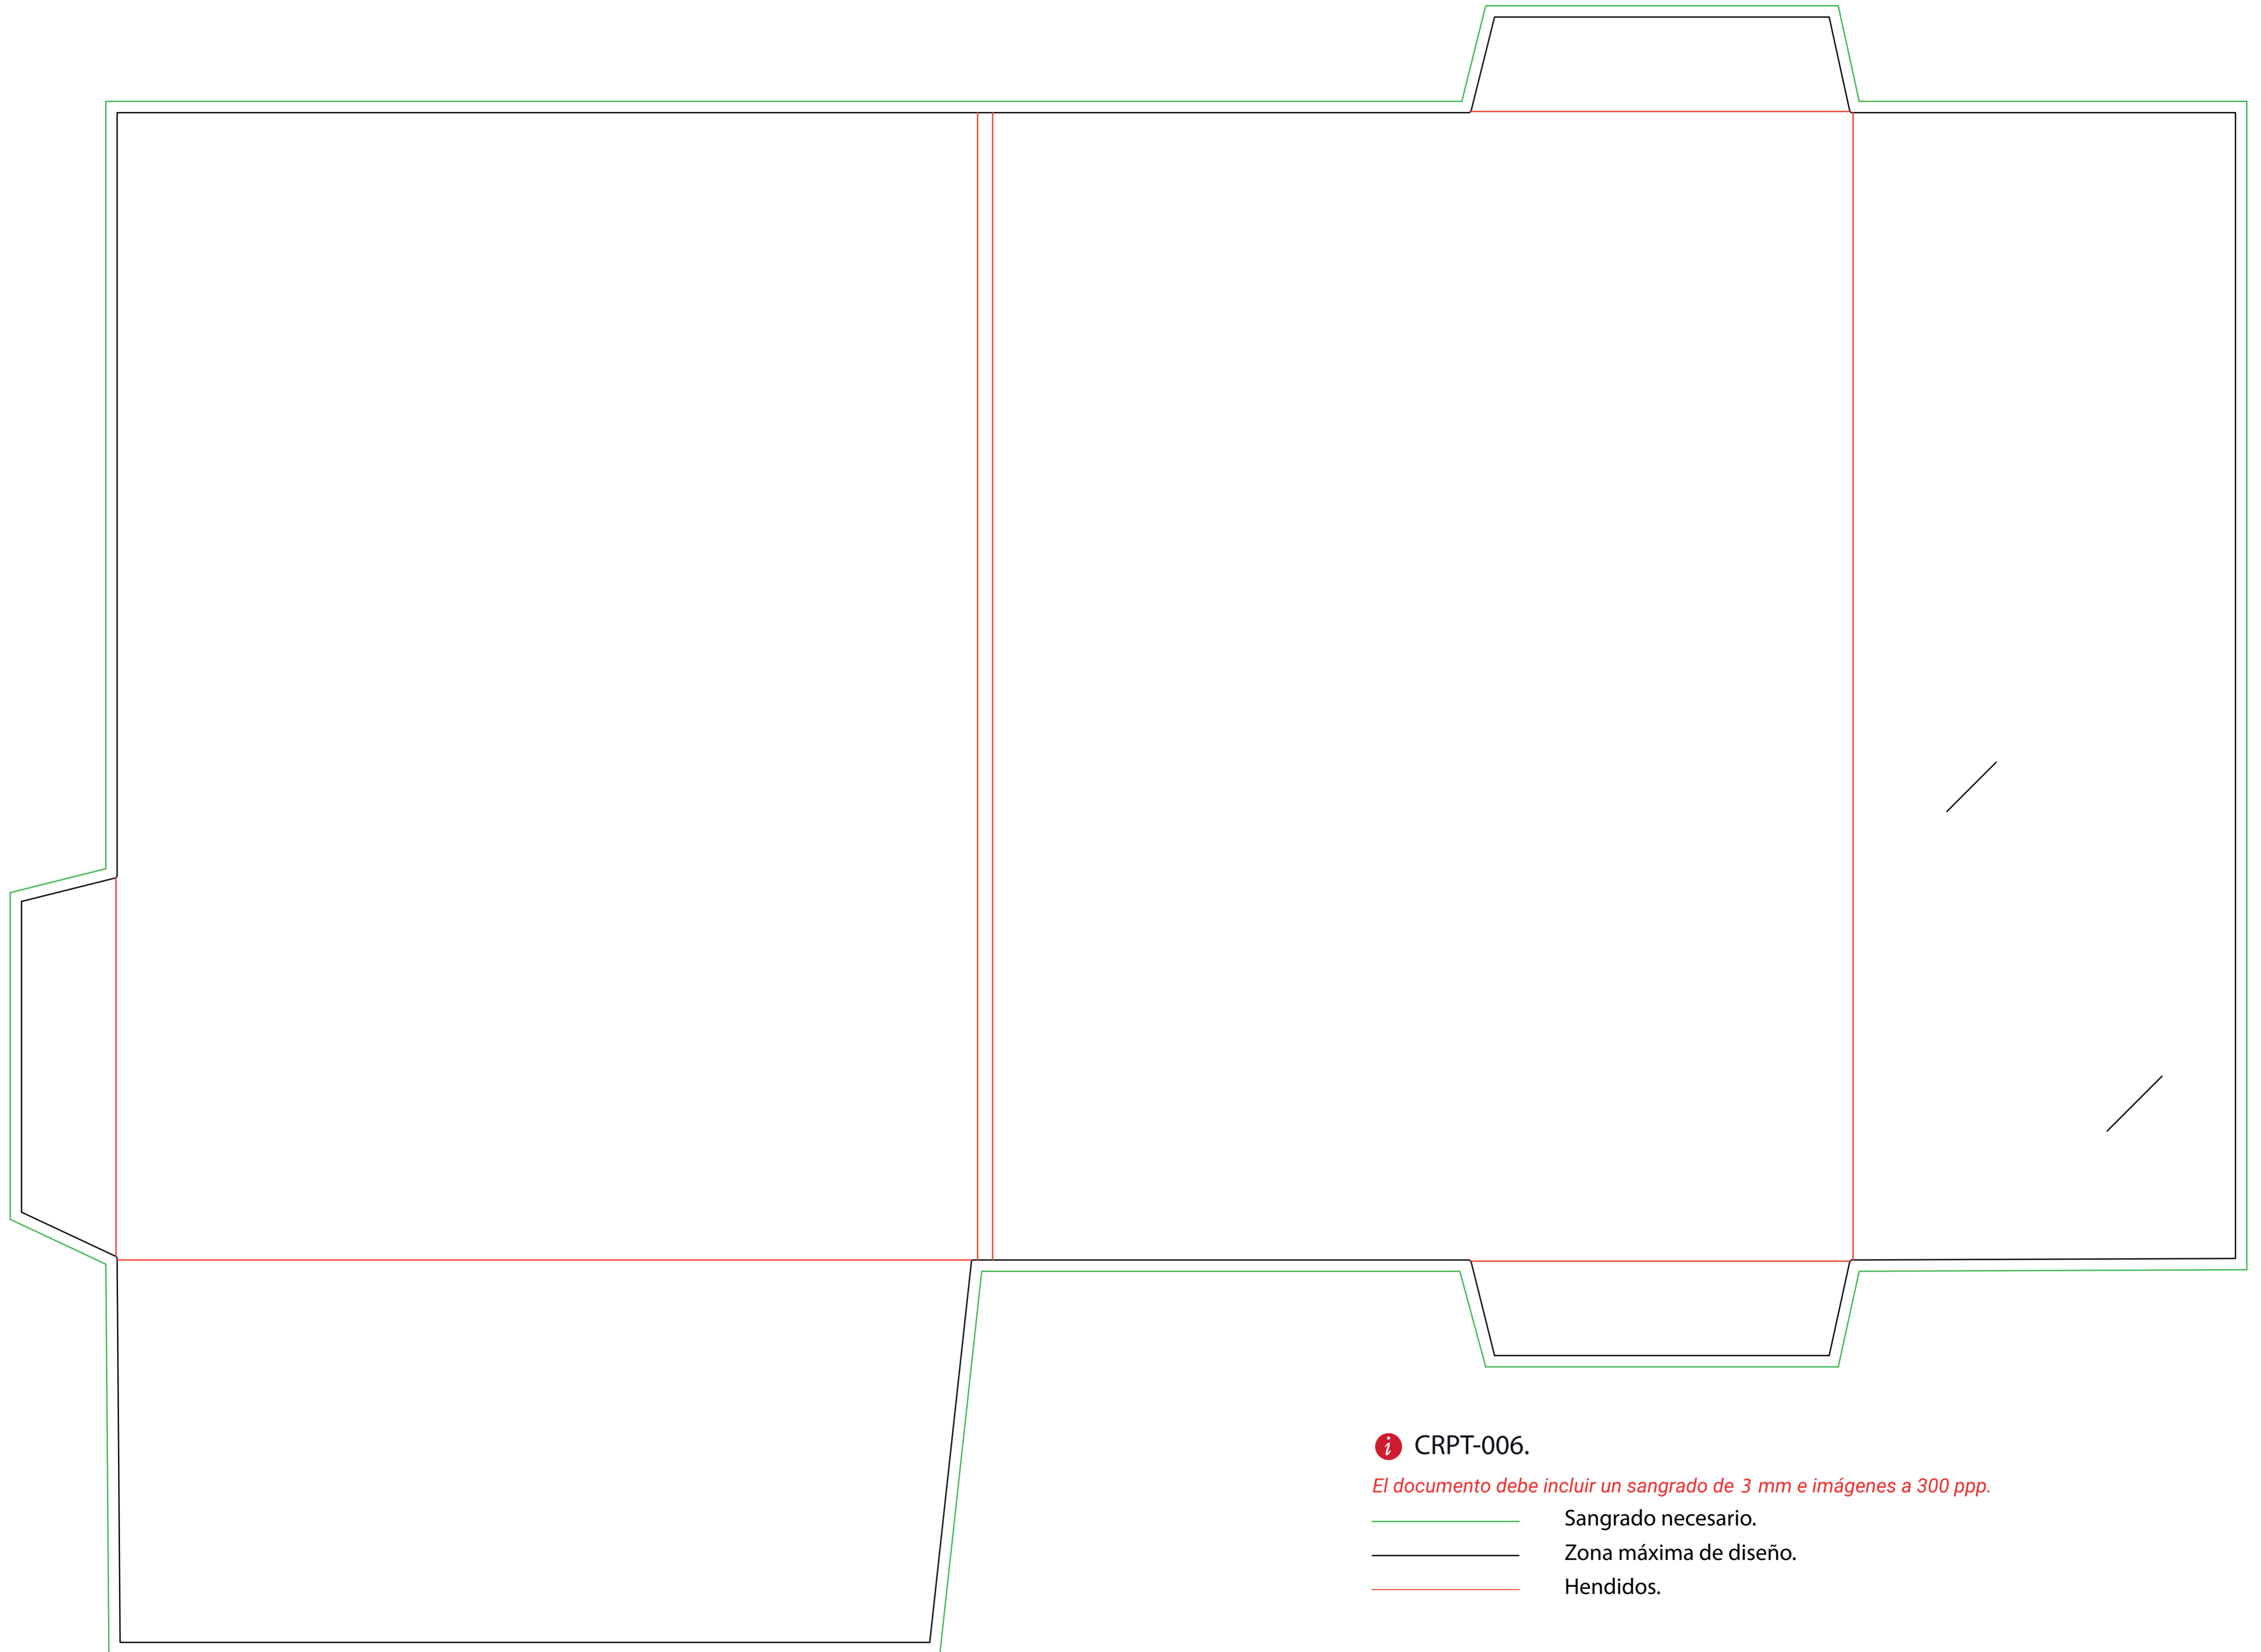 i CRPT-006.
El documento debe incluir un sangrado de 3 mm e imágenes a 300 ppp.
Sangrado necesario.
Zona máxima de diseño.
Hendidos.